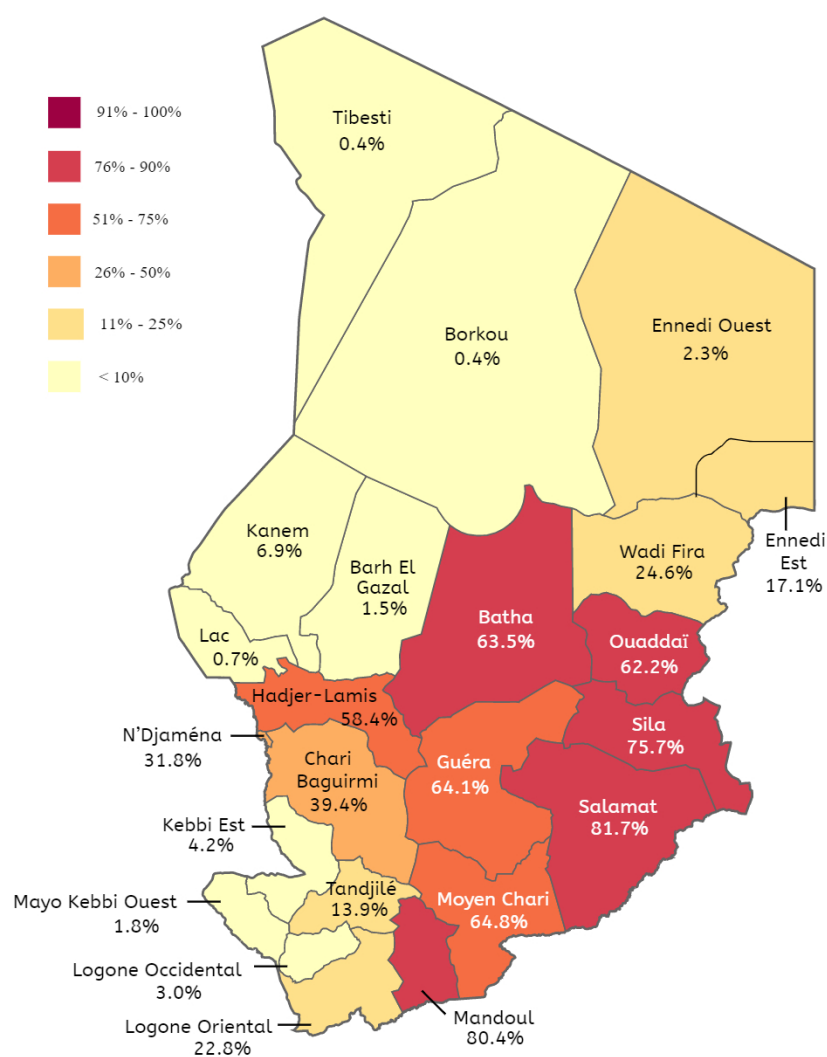 91% - 100%
76% - 90%
51% - 75%
26% - 50%
11% - 25%
< 10%
Tibesti
0.4%
Borkou
0.4%
Ennedi Ouest
2.3%
Ennedi
Est
17.1%
Kanem
6.9%
Barh El
Gazal
1.5%
Wadi Fira
24.6%
Batha
63.5%
Ouaddaï
62.2%
Lac
0.7%
Hadjer-Lamis
58.4%
Sila
75.7%
N'Djaména
31.8%
Chari
Baguirmi
39.4%
Guéra
64.1%
Salamat
81.7%
Kebbi Est
4.2%
Mayo Kebbi Ouest
1.8%
Tandjilé
13.9%
Moyen Chari
64.8%
Logone Occidental
3.0%
Logone Oriental
22.8%
Mandoul
80.4%